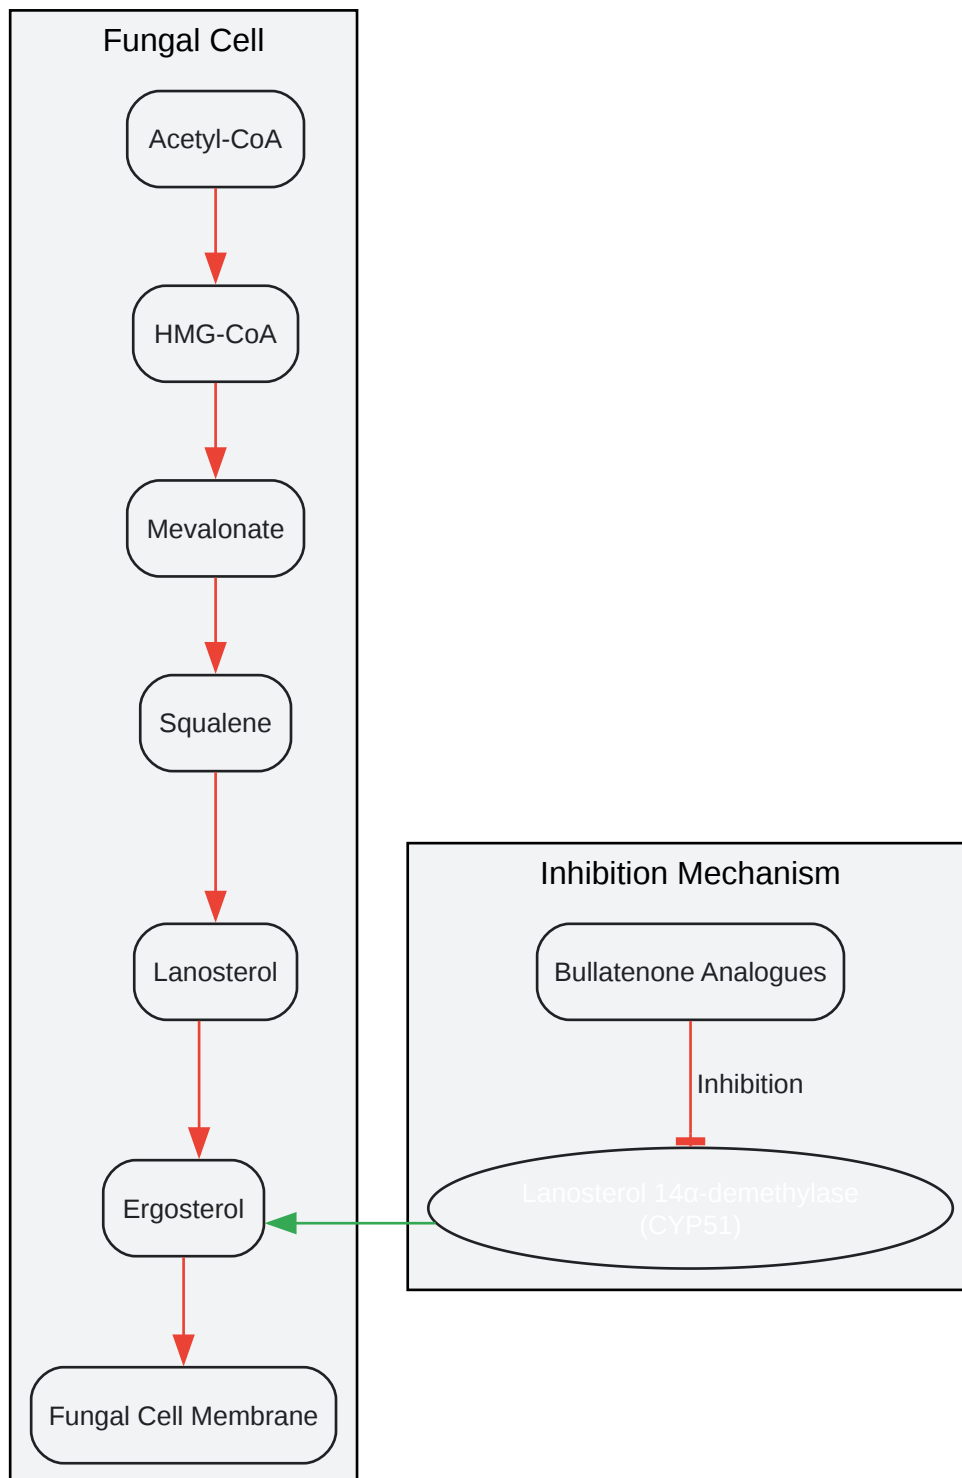 Fungal Cell
Acetyl-CoA
HMG-CoA
Mevalonate
Squalene
Lanosterol
Ergosterol
Fungal Cell Membrane
Inhibition Mechanism
Bullatenone Analogues
Inhibition
Lanosterol 14α-demethylase
(CYP51)